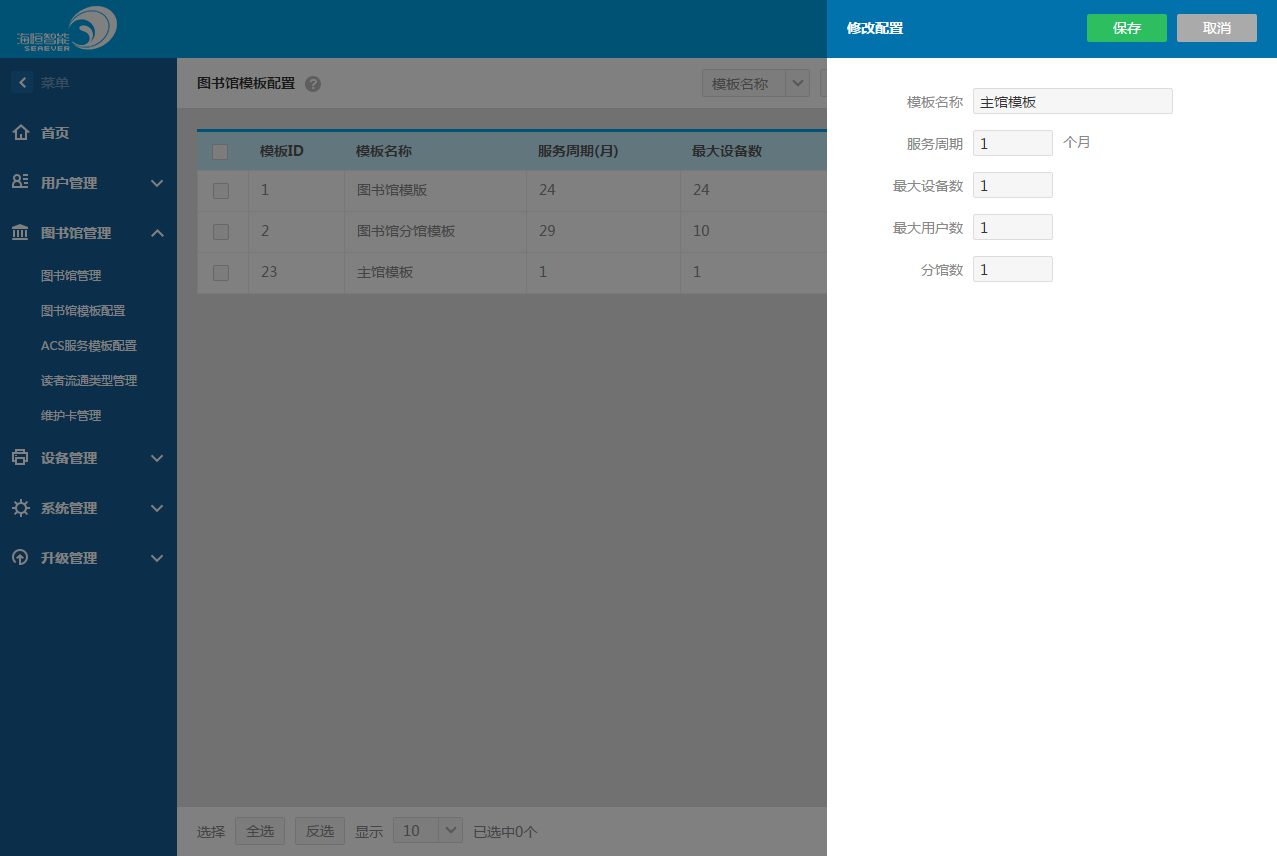 海恒智能
SEAEVER
菜单
首页
用户管理
图书馆管理
图书馆管理
图书馆模板配置
ACS服务模板配置
读者流通类型管理
维护卡管理
设备管理
系统管理
升级管理
图书馆模板配置 ?
模板名称
模板ID 模板名称 服务周期(月) 最大设备数
1 图书馆模版 24 24
2 图书馆分馆模板 29 10
23 主馆模板 1 1
选择 全选 反选 显示 10 已选中0个
修改配置 保存 取消
模板名称 主馆模板
服务周期 1 个月
最大设备数 1
最大用户数 1
分馆数 1